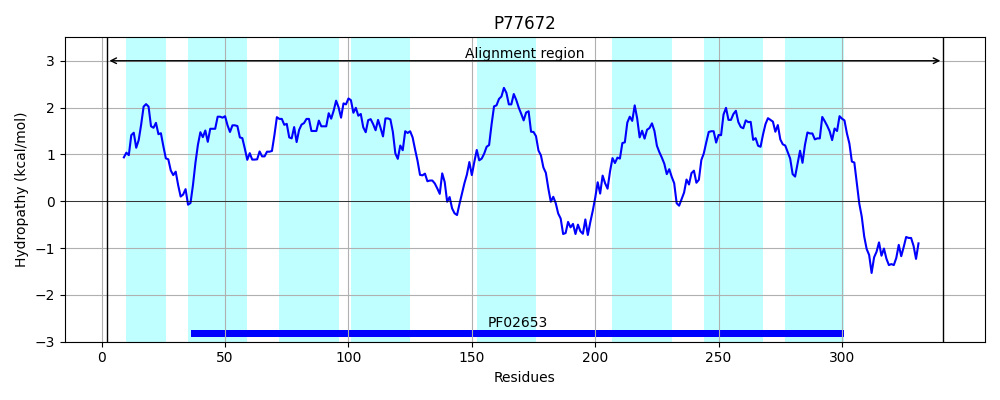 P77672
Alignment region
3
2
1
0
−1
−2
−3
Hydropathy (kcal/mol)
PF02653
0 50 100 150 200 250 300
Residues